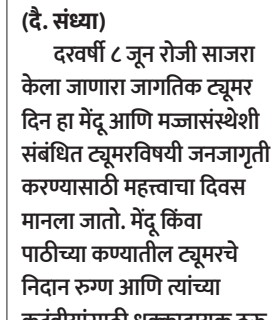 (दै. संध्या)
दरवर्षी ८ जून रोजी साजरा
केला जाणारा जागतिक ट्यूमर
दिन हा मेंदू आणि मज्जासंस्थेशी
संबंधित ट्यूमरविषयी जनजागृती
करण्यासाठी महत्त्वाचा दिवस
मानला जातो. मेंदू किंवा
पाठीच्या कण्यातील ट्यूमरचे
निदान रुग्ण आणि त्यांच्या